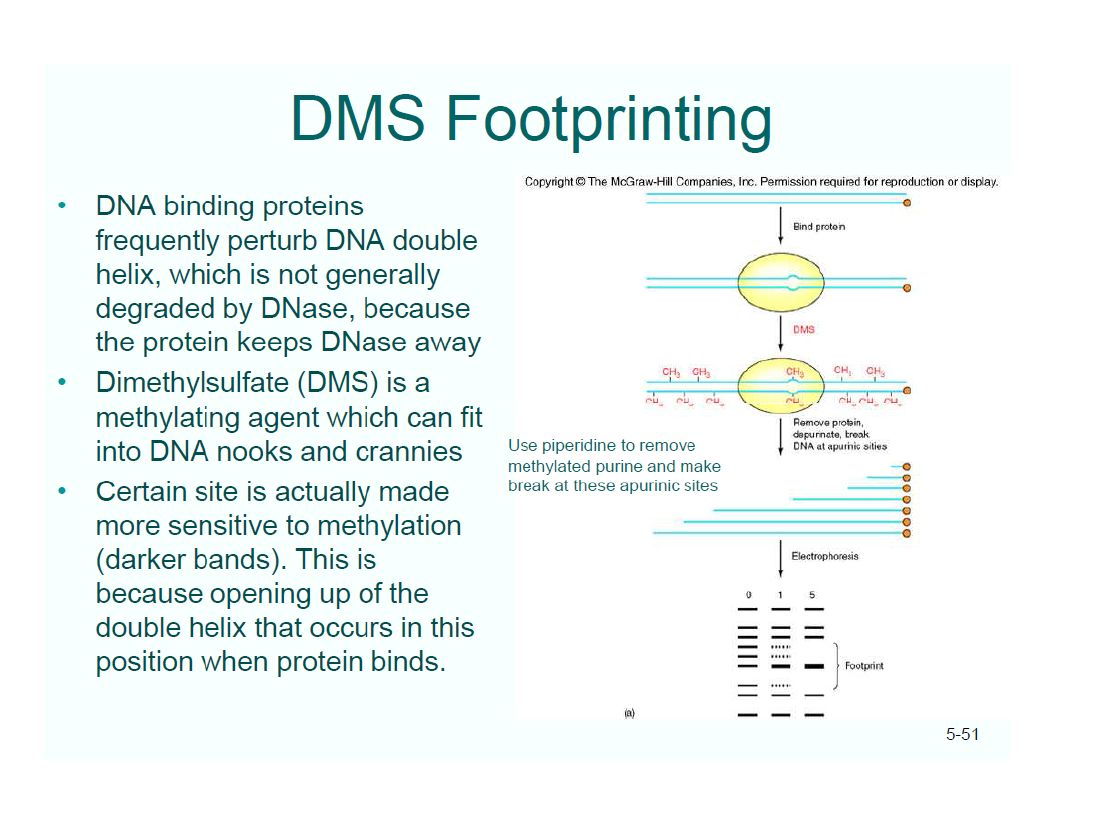 DMS Footprinting
• DNA binding proteins
frequently perturb DNA double
helix, which is not generally
degraded by DNase, because
the protein keeps DNase away
• Dimethylsulfate (DMS) is a
methylating agent which can fit
into DNA nooks and crannies
• Certain site is actually made
more sensitive to methylation
(darker bands). This is
because opening up of the
double helix that occurs in this
position when protein binds.
Copyright © The McGraw-Hill Companies, Inc. Permission required for reproduction or display.
Bind protein
DMS
CH3 CH3 CH3 CH3
Remove protein,
depurinate, break
DNA at apurinic sities
Use piperidine to remove
methylated purine and make
break at these apurinic sites
Electrophoresis
0 1 5
Footprint
(a)
5-51